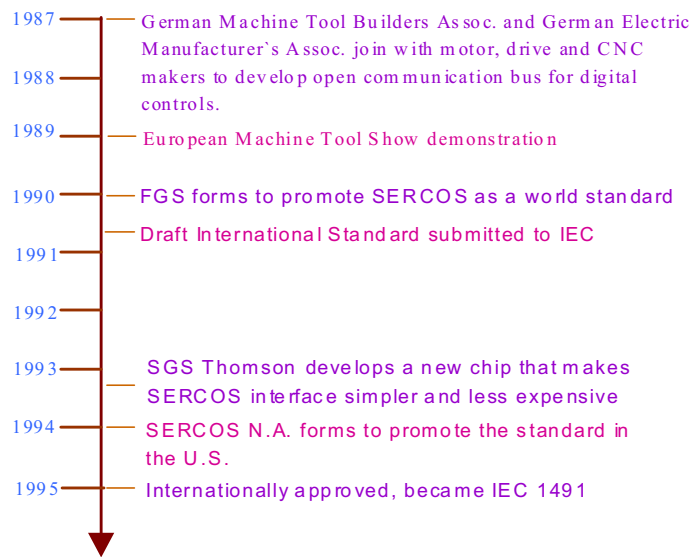 1987
German Machine Tool Builders Assoc. and German Electric
Manufacturer`s Assoc. join with motor, drive and CNC
makers to develop open communication bus for digital
controls.
1988
1989
European Machine Tool Show demonstration
1990
FGS forms to promote SERCOS as a world standard
Draft International Standard submitted to IEC
1991
1992
1993
SGS Thomson develops a new chip that makes
SERCOS interface simpler and less expensive
1994
SERCOS N.A. forms to promote the standard in
the U.S.
1995
Internationally approved, became IEC 1491